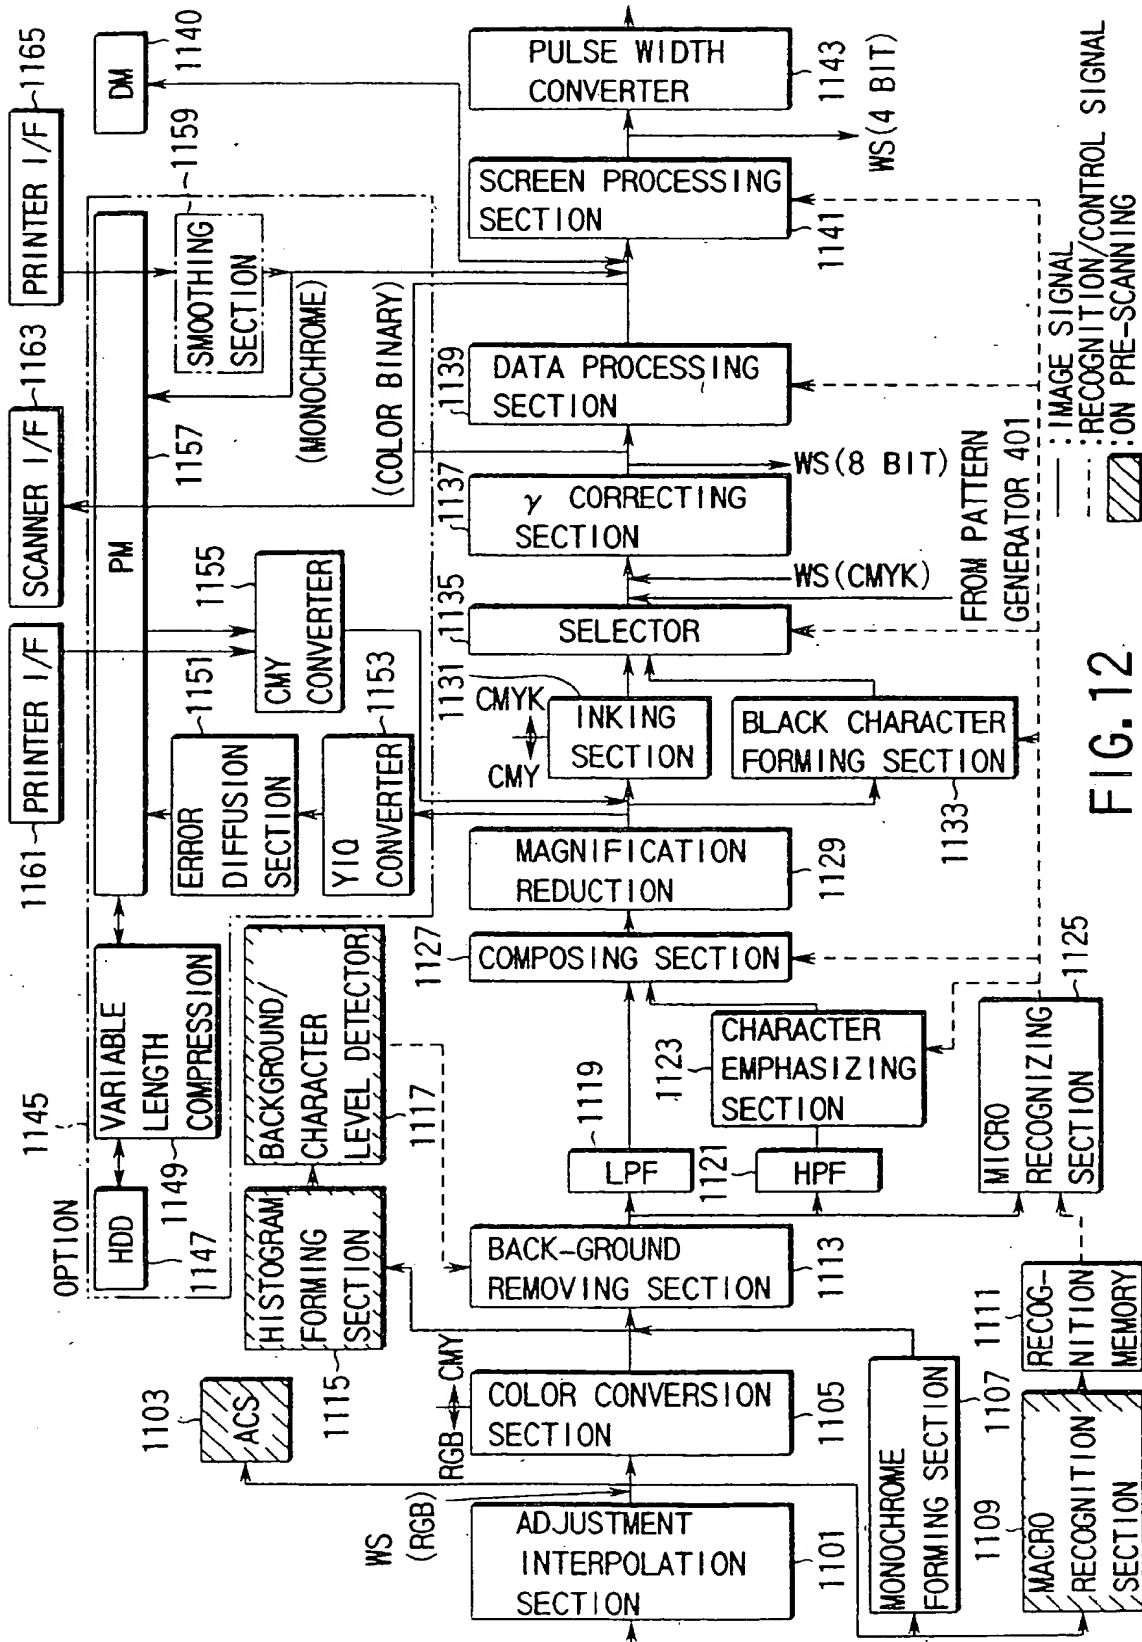 1161
PRINTER I/F
SCANNER I/F
1163
PRINTER I/F
1165
OPTION
1145
HDD
1147
VARIABLE
LENGTH
COMPRESSION
1149
PM
1157
DM
1140
ERROR
DIFFUSION
SECTION
1151
YIQ
CONVERTER
1153
CMY
CONVERTER
1155
SMOOTHING
SECTION
1159
(MONOCHROME)
(COLOR BINARY)
1103
ACS
HISTOGRAM
FORMING
SECTION
1115
BACKGROUND/
CHARACTER
LEVEL DETECTOR
1117
WS
(RGB)
RGB
CMY
ADJUSTMENT
INTERPOLATION
SECTION
1101
COLOR CONVERSION
SECTION
1105
BACK-GROUND
REMOVING SECTION
1113
LPF
1119
HPF
1121
CHARACTER
EMPHASIZING
SECTION
1123
COMPOSING SECTION
1127
MAGNIFICATION
REDUCTION
1129
CMY
CMYK
1131
INKING
SECTION
BLACK CHARACTER
FORMING SECTION
1133
SELECTOR
1135
WS(CMYK)
FROM PATTERN
GENERATOR 401
γ CORRECTING
SECTION
1137
WS(8 BIT)
DATA PROCESSING
SECTION
1139
SCREEN PROCESSING
SECTION
1141
WS(4 BIT)
PULSE WIDTH
CONVERTER
1143
MONOCHROME
FORMING SECTION
1107
MACRO
RECOGNITION
SECTION
1109
RECOG-
NITION
MEMORY
1111
MICRO
RECOGNIZING
SECTION
1125
:IMAGE SIGNAL
:RECOGNITION/CONTROL SIGNAL
:ON PRE-SCANNING
FIG.12